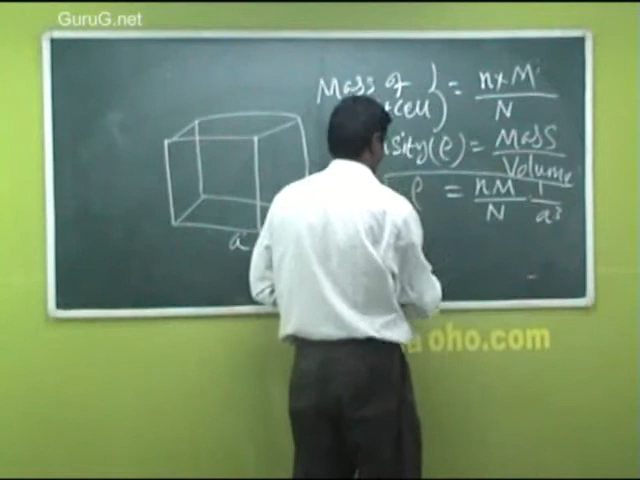 GuruG.net
Mass of } = n x M / N
cell
sity (ρ) = Mass / Volume
ρ = nM / N · 1 / a³
a
oho.com